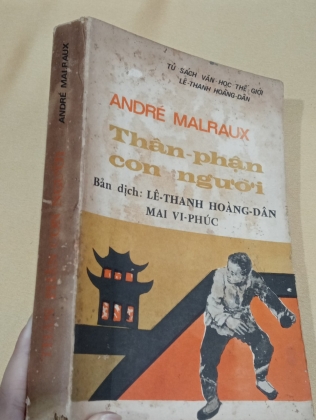 TỦ SÁCH VĂN HỌC THẾ GIỚI
LÊ-THANH HOÀNG-DÂN
ANDRÉ MALRAUX
Thân-phận
con người
Bản dịch: LÊ-THANH HOÀNG-DÂN
MAI VI-PHÚC
ANDRÉ MALRAUX